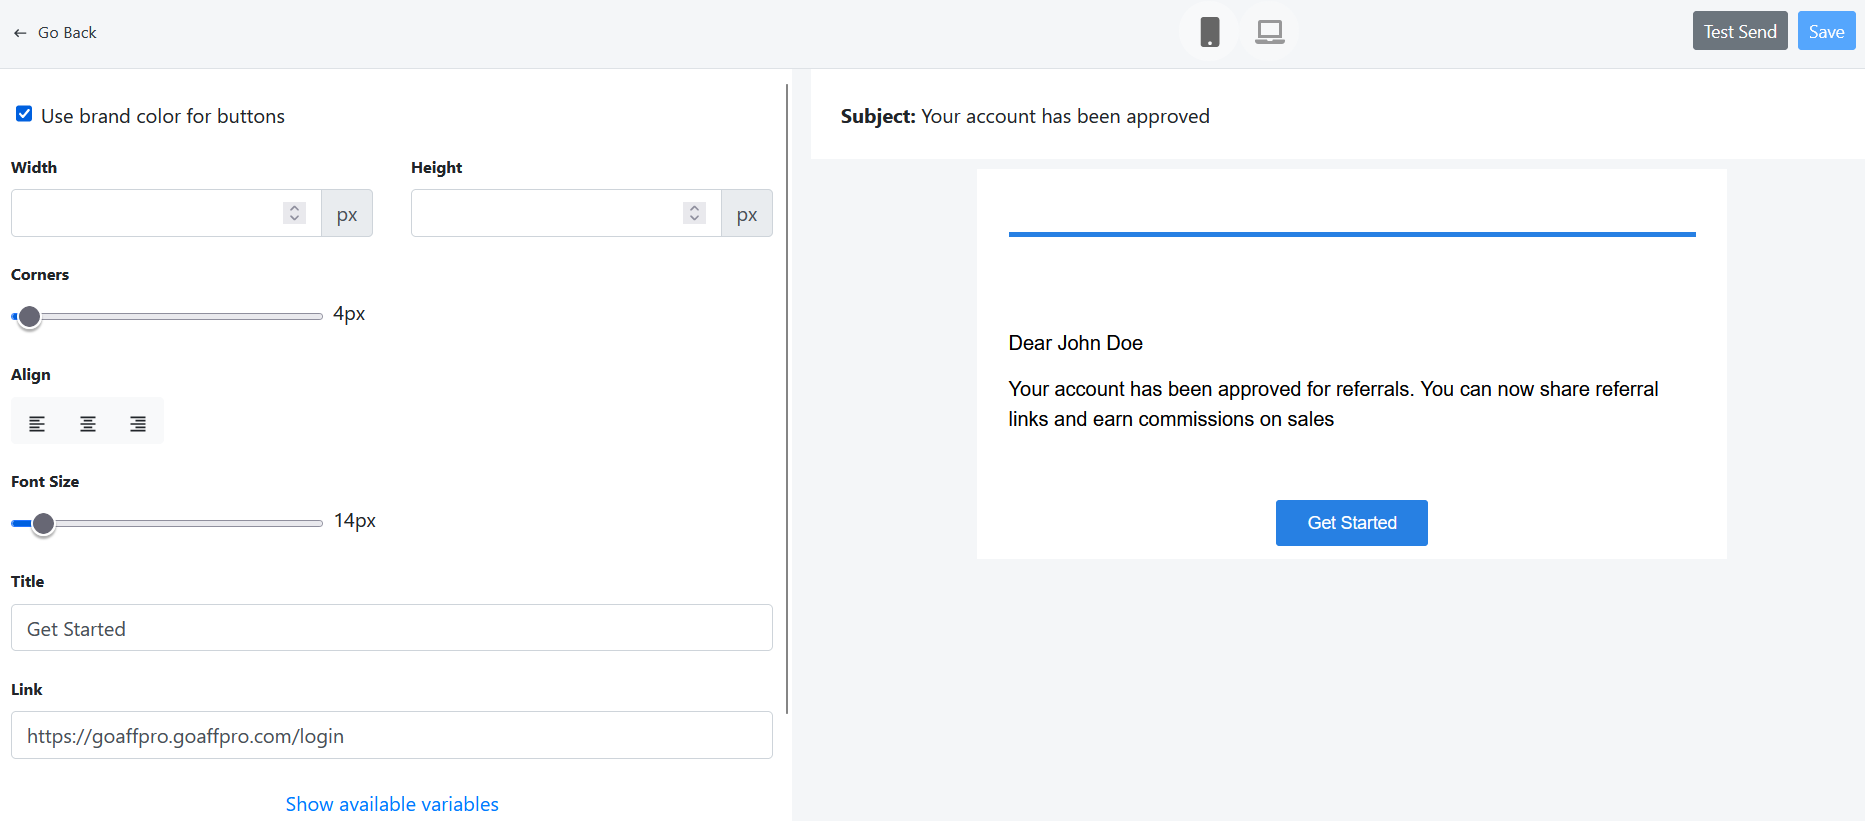 Go Back
Test Send
Save
Use brand color for buttons
Width
Height
px
px
Corners
4px
Align
Font Size
14px
Title
Get Started
Link
https://goaffpro.goaffpro.com/login
Show available variables
Subject: Your account has been approved
Dear John Doe
Your account has been approved for referrals. You can now share referral
links and earn commissions on sales
Get Started